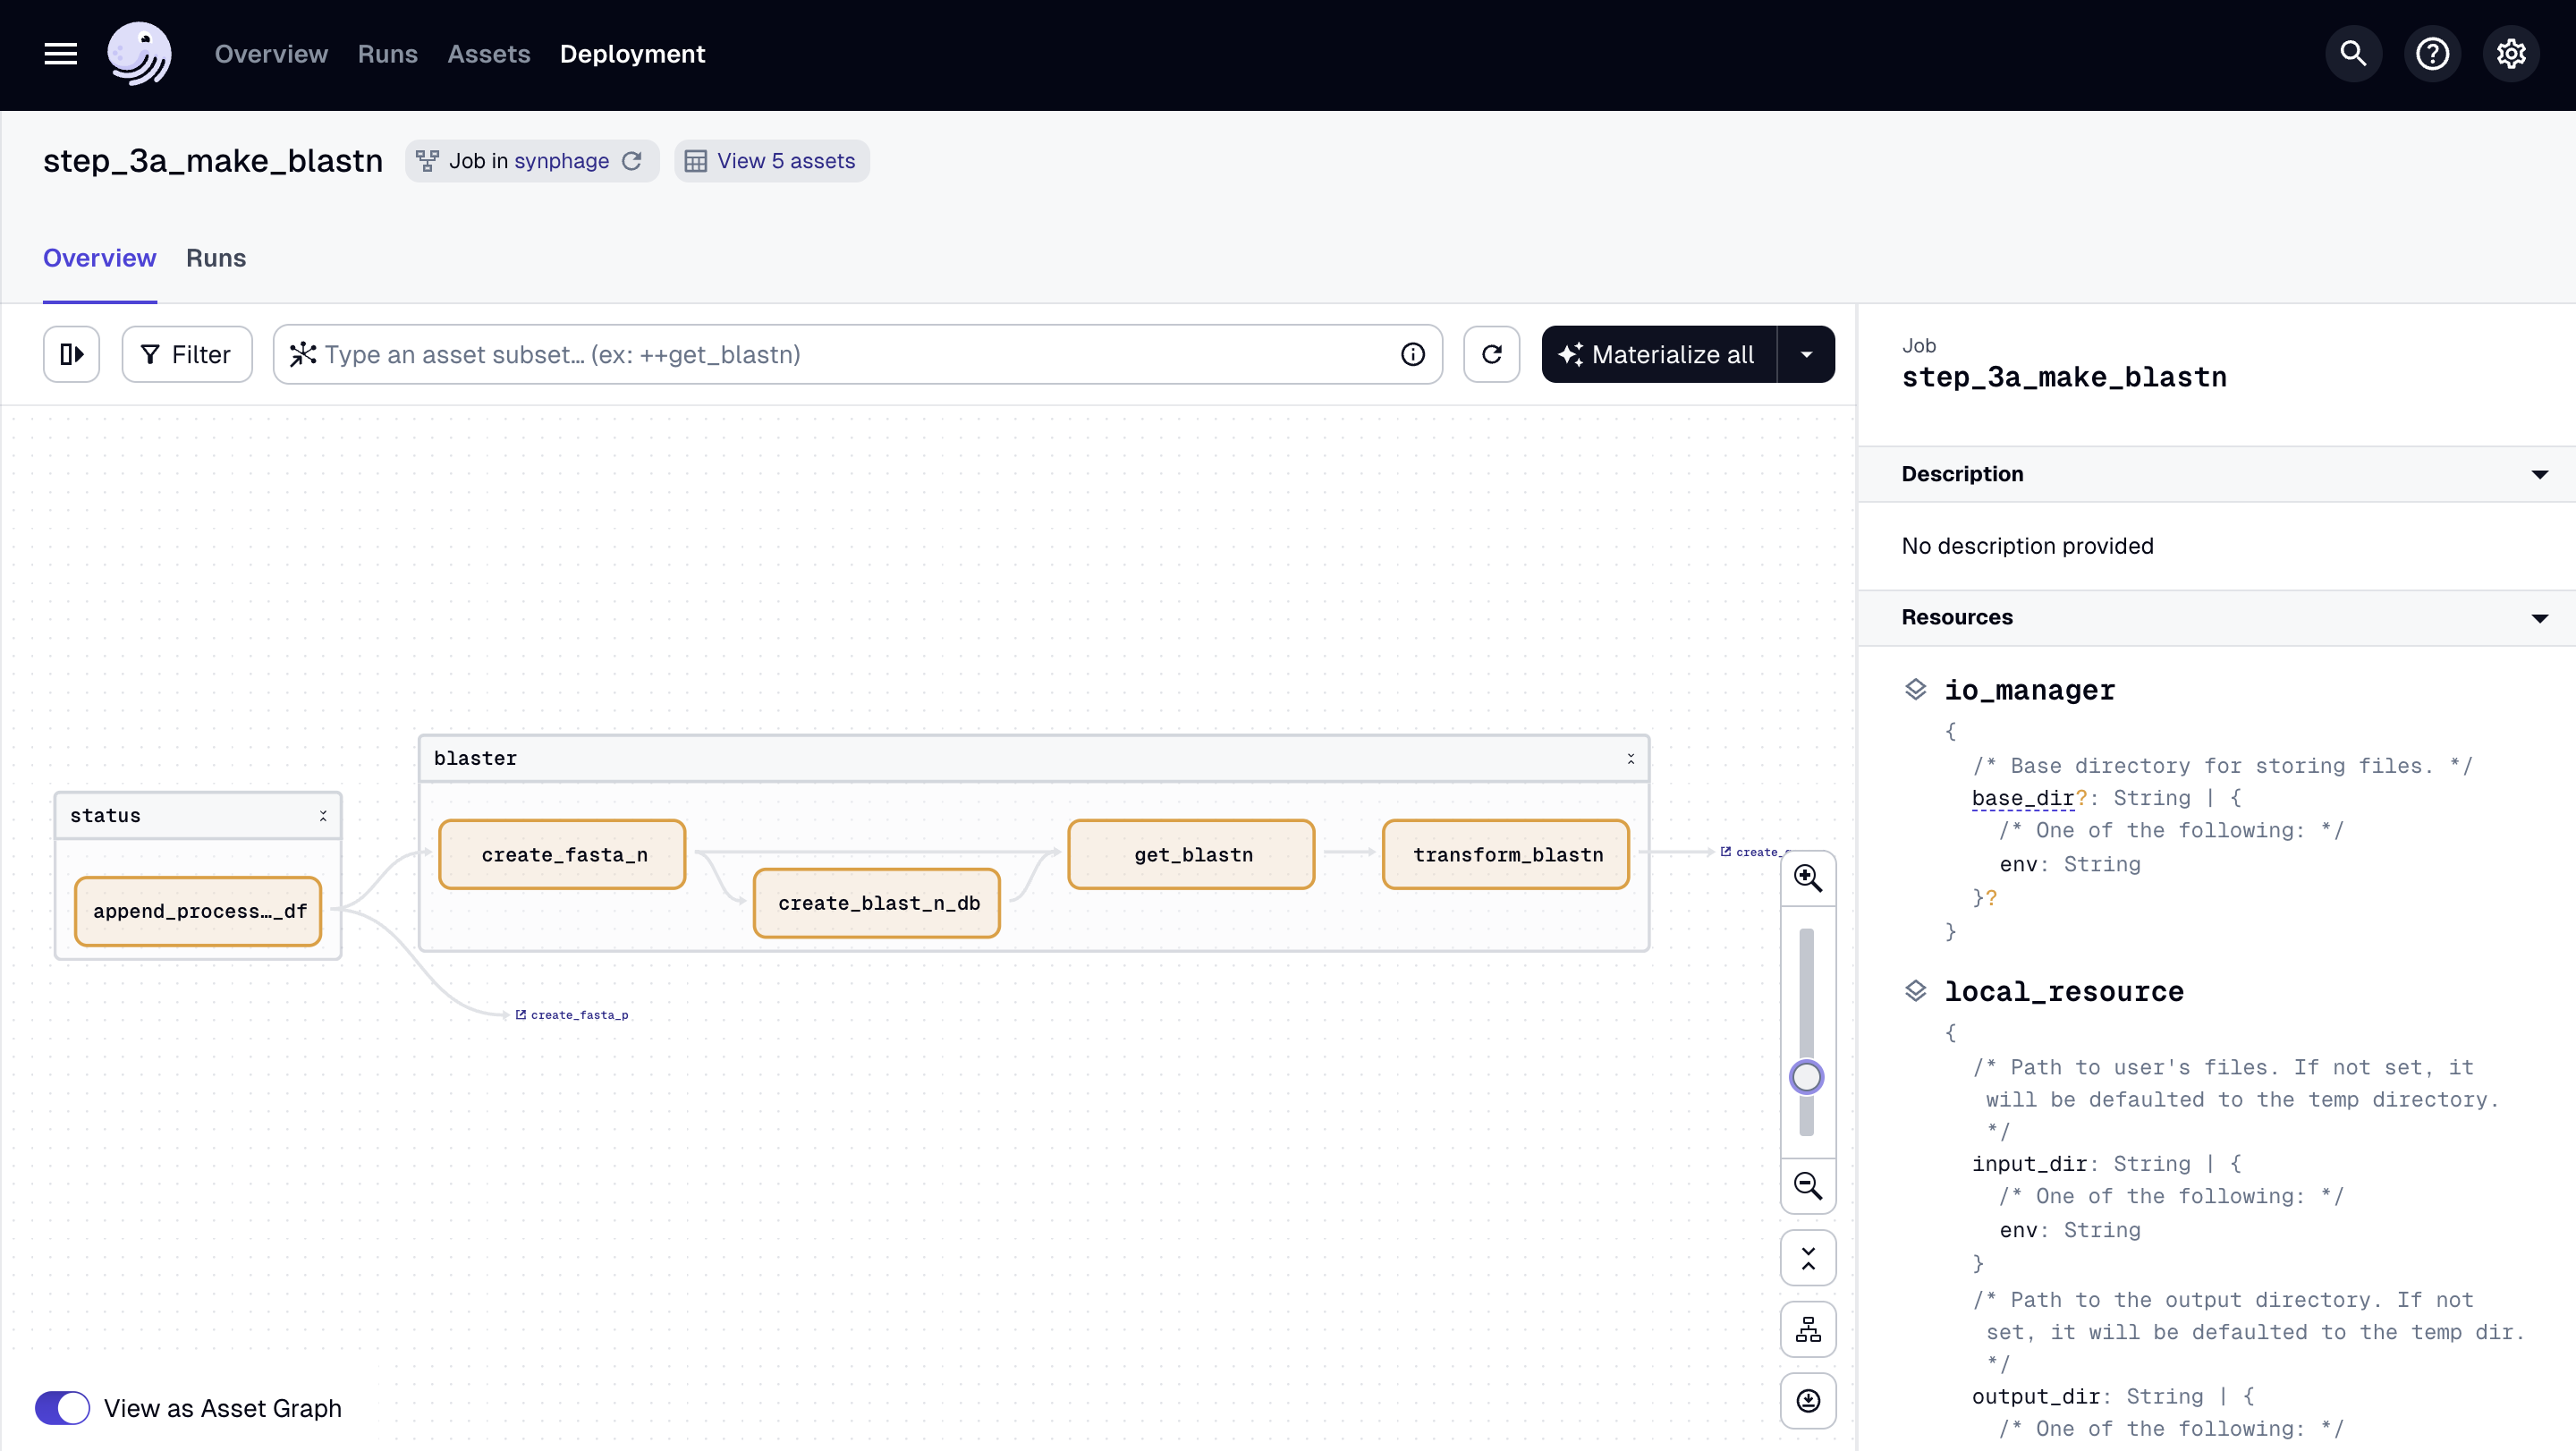 Overview Runs Assets Deployment
step_3a_make_blastn Job in synphage View 5 assets
Overview Runs
Filter Type an asset subset... (ex: ++get_blastn) Materialize all
status
append_process…_df
blaster
create_fasta_n
create_blast_n_db
get_blastn
transform_blastn
create_fasta_p
View as Asset Graph
Job
step_3a_make_blastn
Description
No description provided
Resources
io_manager
{
/* Base directory for storing files. */
base_dir?: String | {
/* One of the following: */
env: String
}?
}
local_resource
{
/* Path to user's files. If not set, it
will be defaulted to the temp directory.
*/
input_dir: String | {
/* One of the following: */
env: String
}
/* Path to the output directory. If not
set, it will be defaulted to the temp dir.
*/
output_dir: String | {
/* One of the following: */